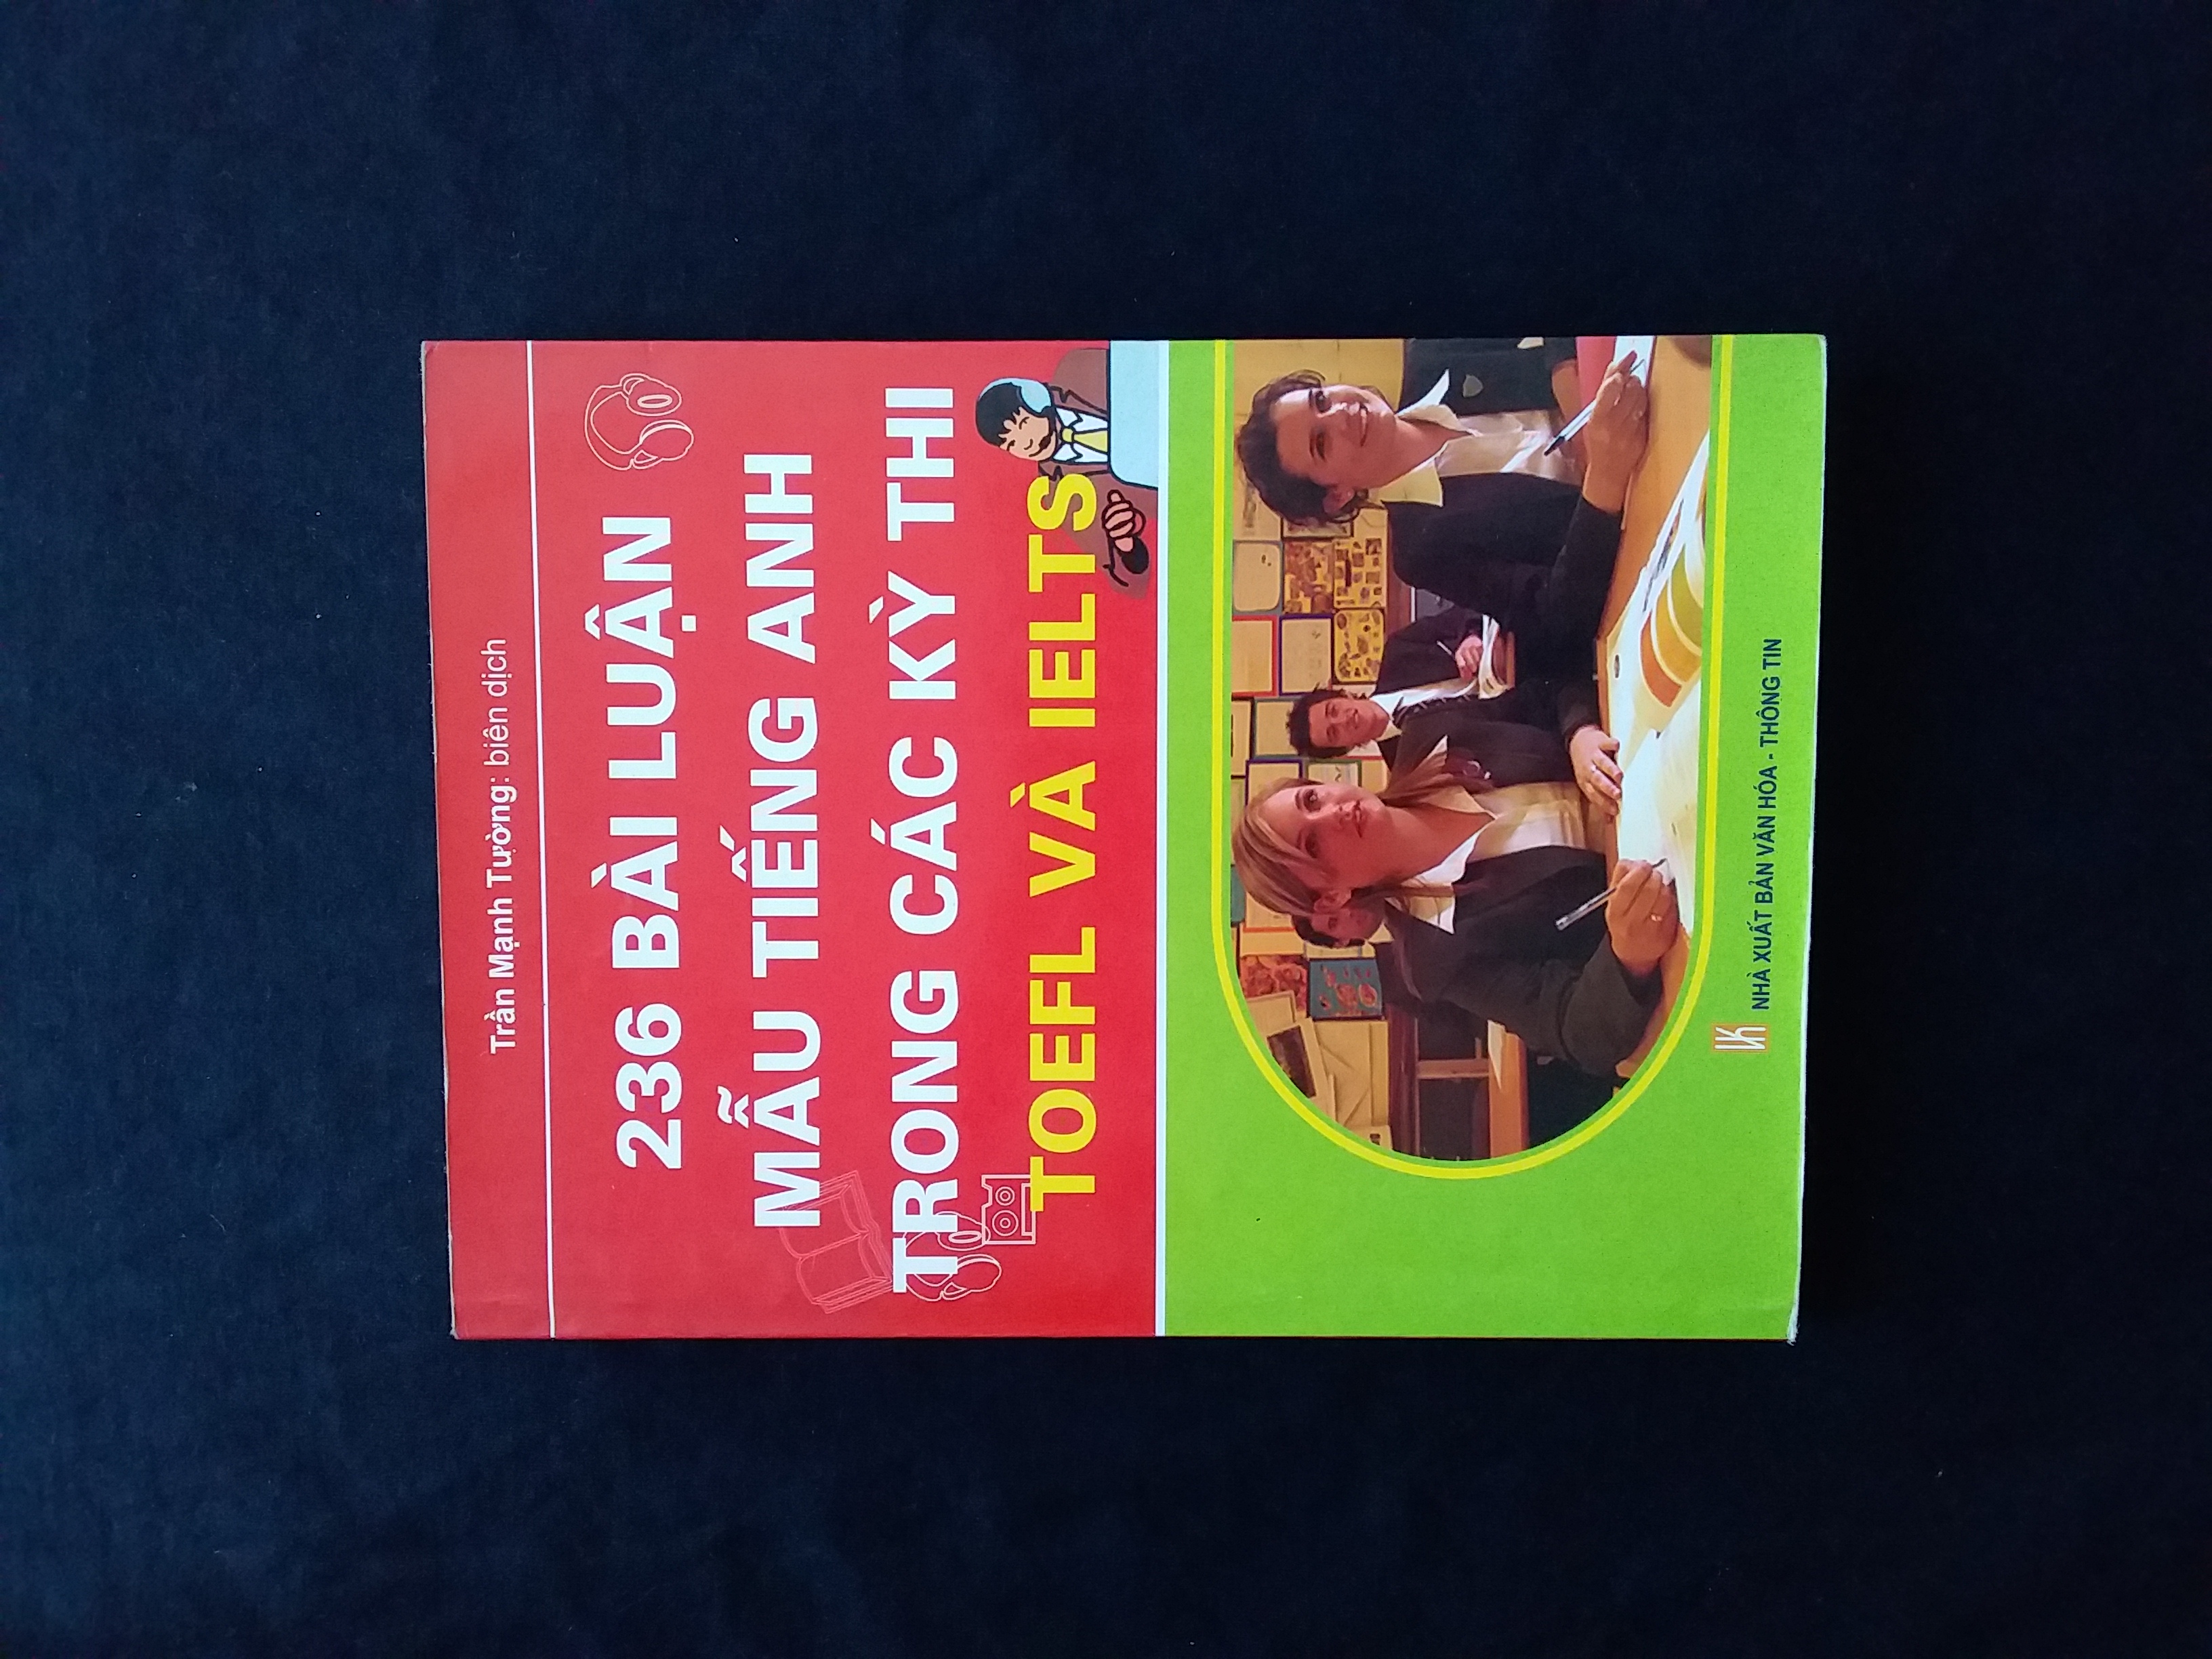 Trần Mạnh Tường: biên dịch
236 BÀI LUẬN
MẪU TIẾNG ANH
TRONG CÁC KỲ THI
TOEFL VÀ IELTS
NHÀ XUẤT BẢN VĂN HÓA - THÔNG TIN